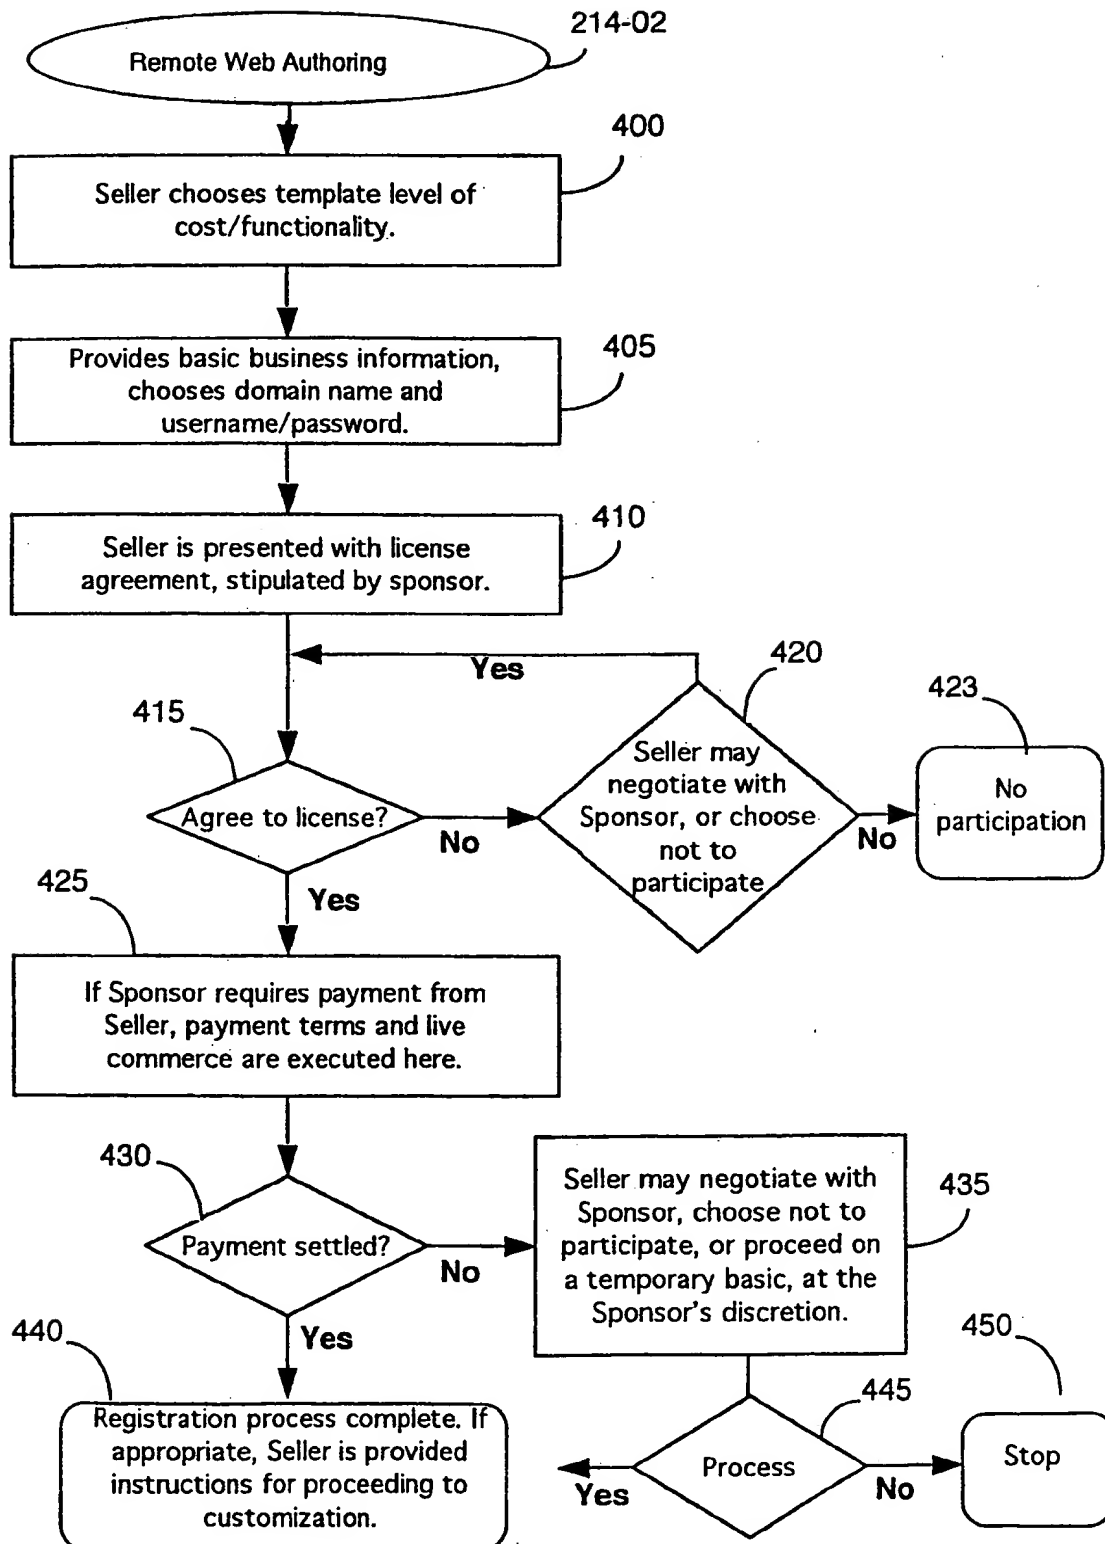 214-02
Remote Web Authoring
400
Seller chooses template level of
cost/functionality.
405
Provides basic business information,
chooses domain name and
username/password.
410
Seller is presented with license
agreement, stipulated by sponsor.
Yes
420
415
423
Agree to license?
No
Seller may
negotiate with
Sponsor, or choose
not to
participate
No
No
participation
425
Yes
If Sponsor requires payment from
Seller, payment terms and live
commerce are executed here.
430
Payment settled?
No
435
Seller may negotiate with
Sponsor, choose not to
participate, or proceed on
a temporary basic, at the
Sponsor's discretion.
440
Yes
450
445
Registration process complete. If
appropriate, Seller is provided
instructions for proceeding to
customization.
Yes
Process
No
Stop